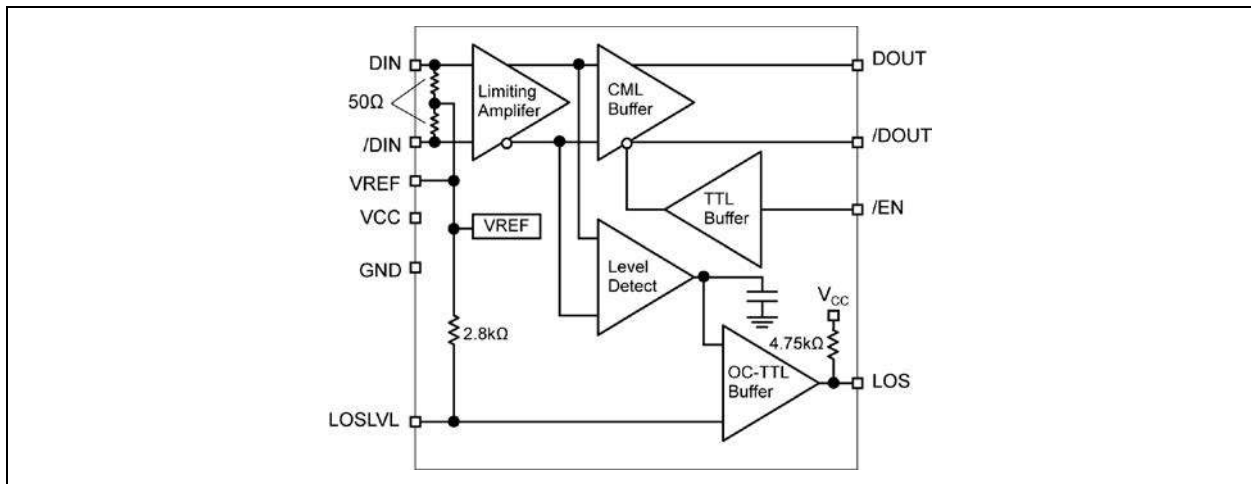 DIN
DOUT
Limiting
Amplifer
CML
Buffer
50Ω
/DIN
/DOUT
VREF
TTL
Buffer
/EN
VCC
VREF
GND
Level
Detect
VCC
2.8kΩ
4.75kΩ
OC-TTL
Buffer
LOS
LOSLVL